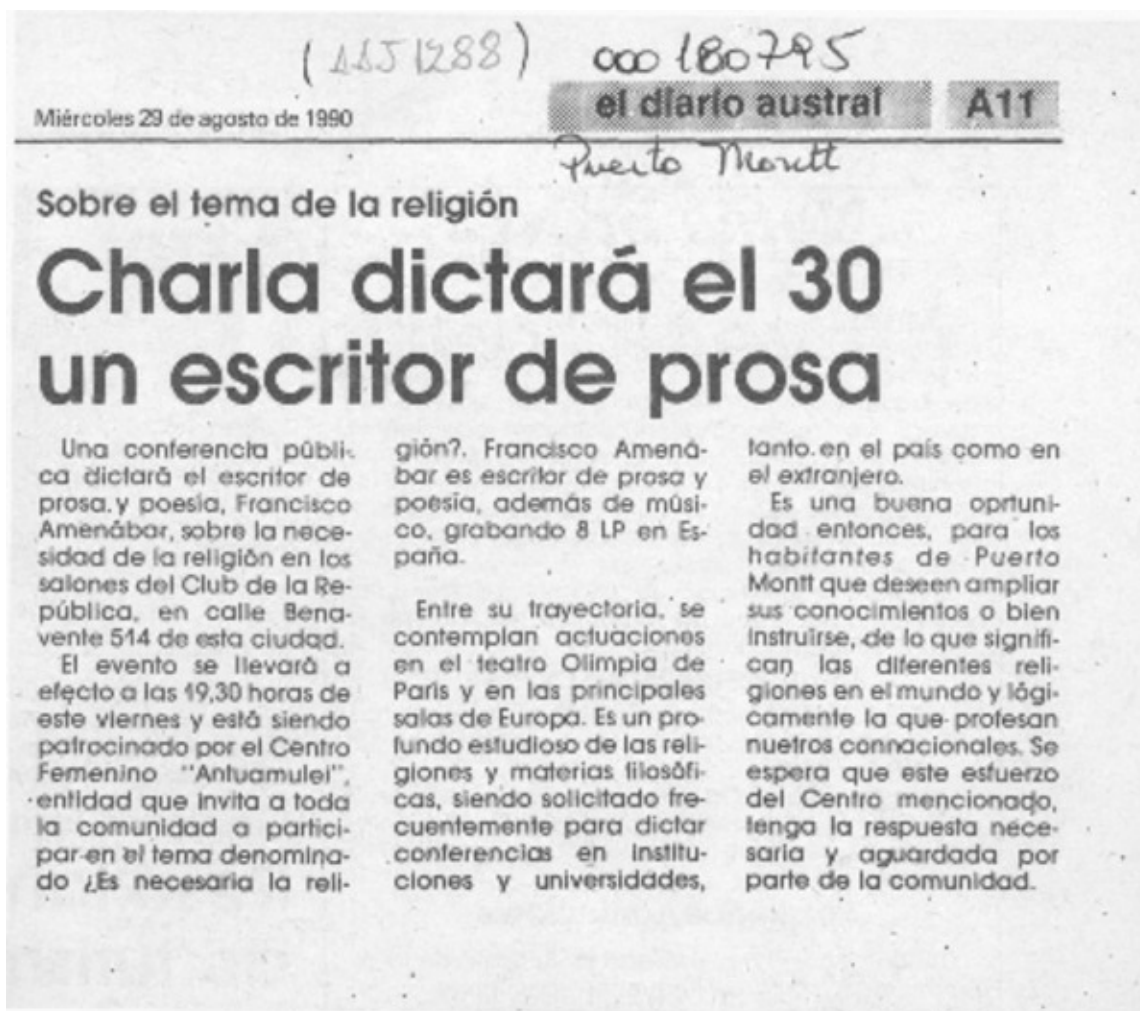 (AAJ1288)
000180795
Miércoles 29 de agosto de 1990
el diario austral
A11
Puerto Montt
Sobre el tema de la religión
Charla dictará el 30
un escritor de prosa
Una conferencia públi-
ca dictará el escritor de
prosa y poesia, Francisco
Amenábar, sobre la nece-
sidad de la religión en los
salones del Club de la Re-
pública, en calle Bena-
vente 514 de esta ciudad.
El evento se llevará a
efecto a las 19,30 horas de
este viernes y está siendo
patrocinado por el Centro
Femenino "Antuamulei",
entidad que invita a toda
la comunidad a partici-
par en el tema denomina-
do ¿Es necesaria la reli-
gión?. Francisco Amená-
bar es escritor de prosa y
poesía, además de músi-
co, grabando 8 LP en Es-
paña.
Entre su trayectoria, se
contemplan actuaciones
en el teatro Olimpia de
París y en las principales
salas de Europa. Es un pro-
fundo estudioso de las reli-
giones y materias filosófi-
cas, siendo solicitado fre-
cuentemente para dictar
conferencias en institu-
ciones y universidades,
tanto en el país como en
el extranjero.
Es una buena oprtuni-
dad entonces, para los
habitantes de Puerto
Montt que deseen ampliar
sus conocimientos o bien
instruirse, de lo que signifi-
can las diferentes reli-
giones en el mundo y lógi-
camente la que profesan
nuetros connacionales. Se
espera que este esfuerzo
del Centro mencionado,
tenga la respuesta nece-
saria y aguardada por
parte de la comunidad.